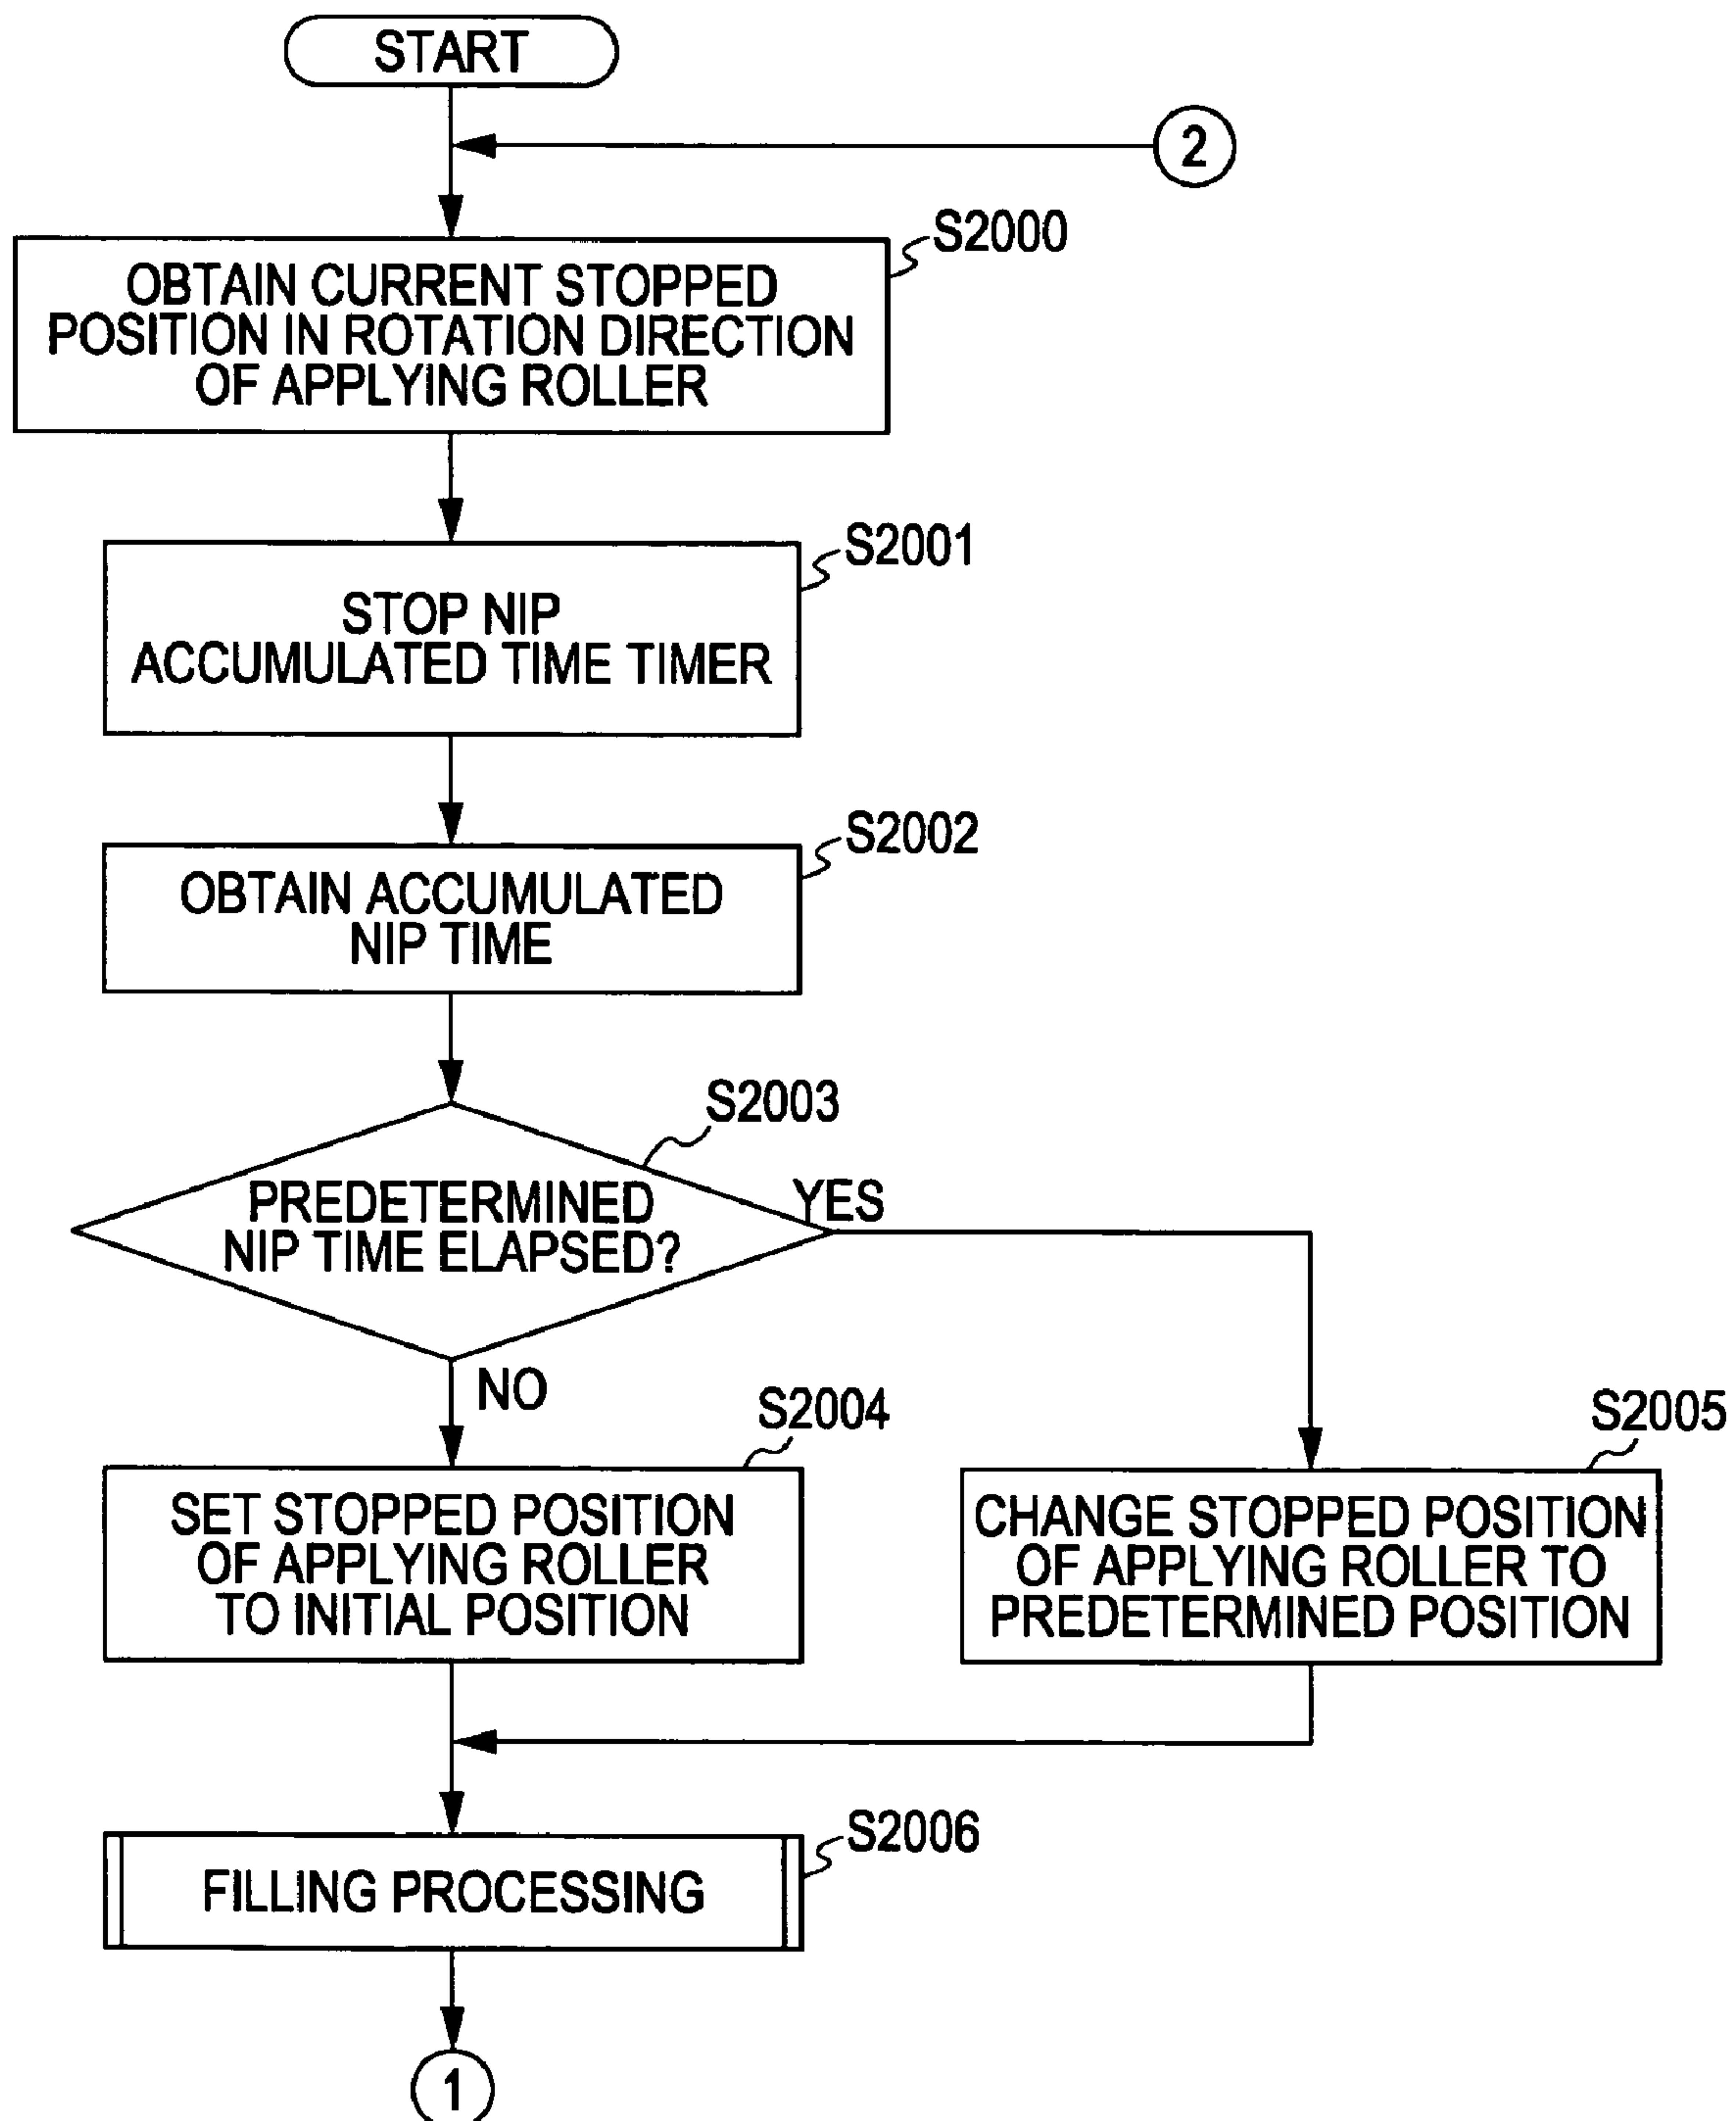 START
2
S2000
OBTAIN CURRENT STOPPED
POSITION IN ROTATION DIRECTION
OF APPLYING ROLLER
S2001
STOP NIP
ACCUMULATED TIME TIMER
S2002
OBTAIN ACCUMULATED
NIP TIME
S2003
PREDETERMINED
NIP TIME ELAPSED?
YES
NO
S2004
SET STOPPED POSITION
OF APPLYING ROLLER
TO INITIAL POSITION
S2005
CHANGE STOPPED POSITION
OF APPLYING ROLLER TO
PREDETERMINED POSITION
S2006
FILLING PROCESSING
1